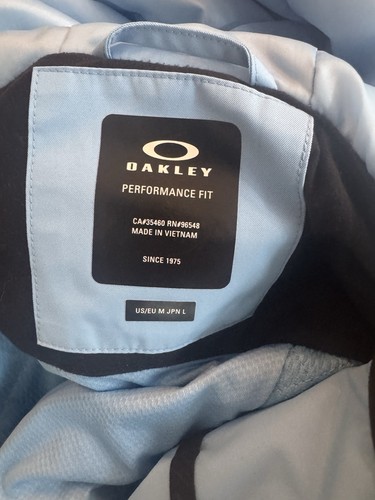 OAKLEY
PERFORMANCE FIT
CA#35460 RN#96548
MADE IN VIETNAM
SINCE 1975
US/EU M JPN L